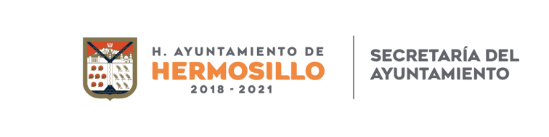 H. AYUNTAMIENTO DE
HERMOSILLO
2018 - 2021
SECRETARÍA DEL
AYUNTAMIENTO